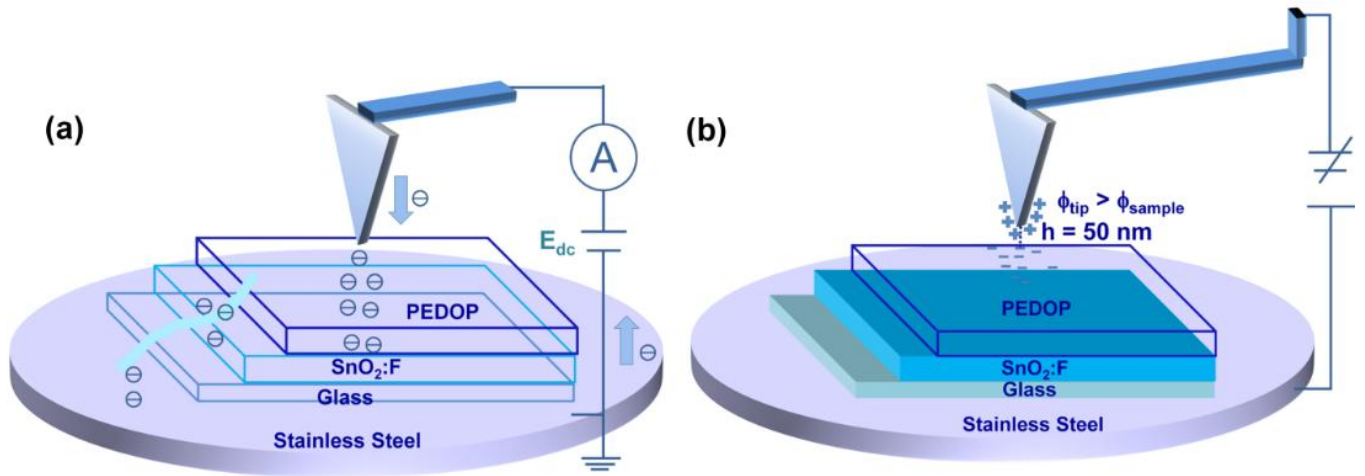 (a)
A
E_dc
PEDOP
SnO₂:F
Glass
Stainless Steel
(b)
ϕ_tip > ϕ_sample
h = 50 nm
PEDOP
SnO₂:F
Glass
Stainless Steel